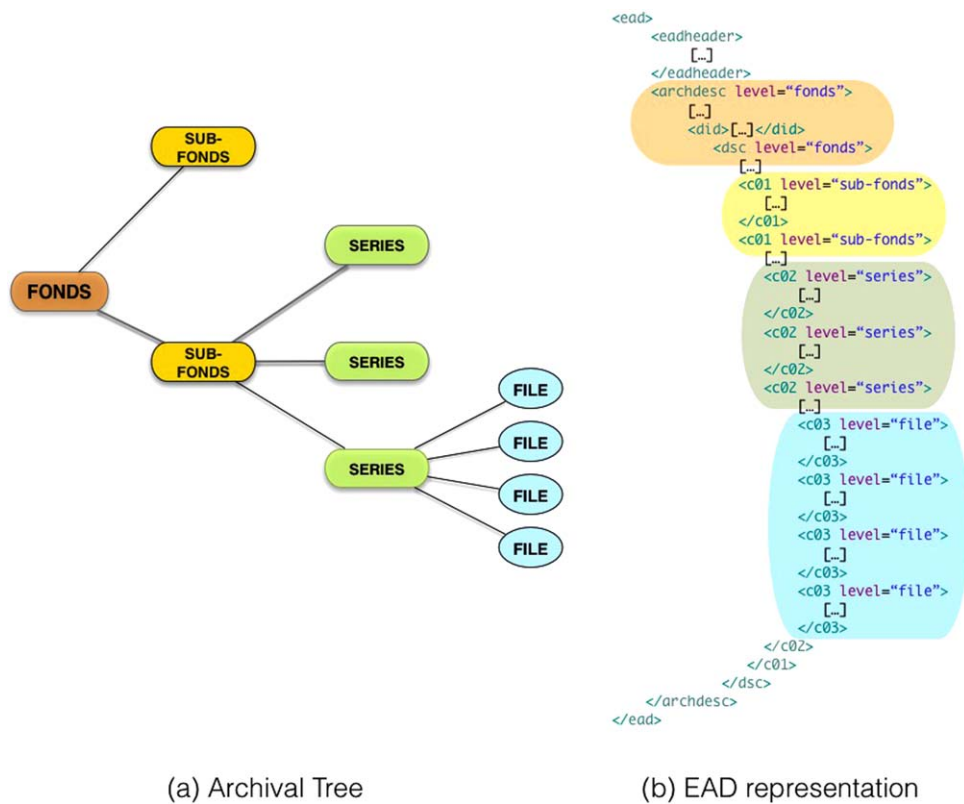 SUB-
FONDS
SERIES
FONDS
SUB-
FONDS
SERIES
FILE
FILE
SERIES
FILE
FILE
(a) Archival Tree
<ead>
<eadheader>
[…]
</eadheader>
<archdesc level=“fonds”>
[…]
<did>[…]</did>
<dsc level=“fonds”>
[…]
<c01 level=“sub-fonds”>
[…]
</c01>
<c01 level=“sub-fonds”>
[…]
<c02 level=“series”>
[…]
</c02>
<c02 level=“series”>
[…]
</c02>
<c02 level=“series”>
[…]
<c03 level=“file”>
[…]
</c03>
<c03 level=“file”>
[…]
</c03>
<c03 level=“file”>
[…]
</c03>
<c03 level=“file”>
[…]
</c03>
</c02>
</c01>
</dsc>
</archdesc>
</ead>
(b) EAD representation